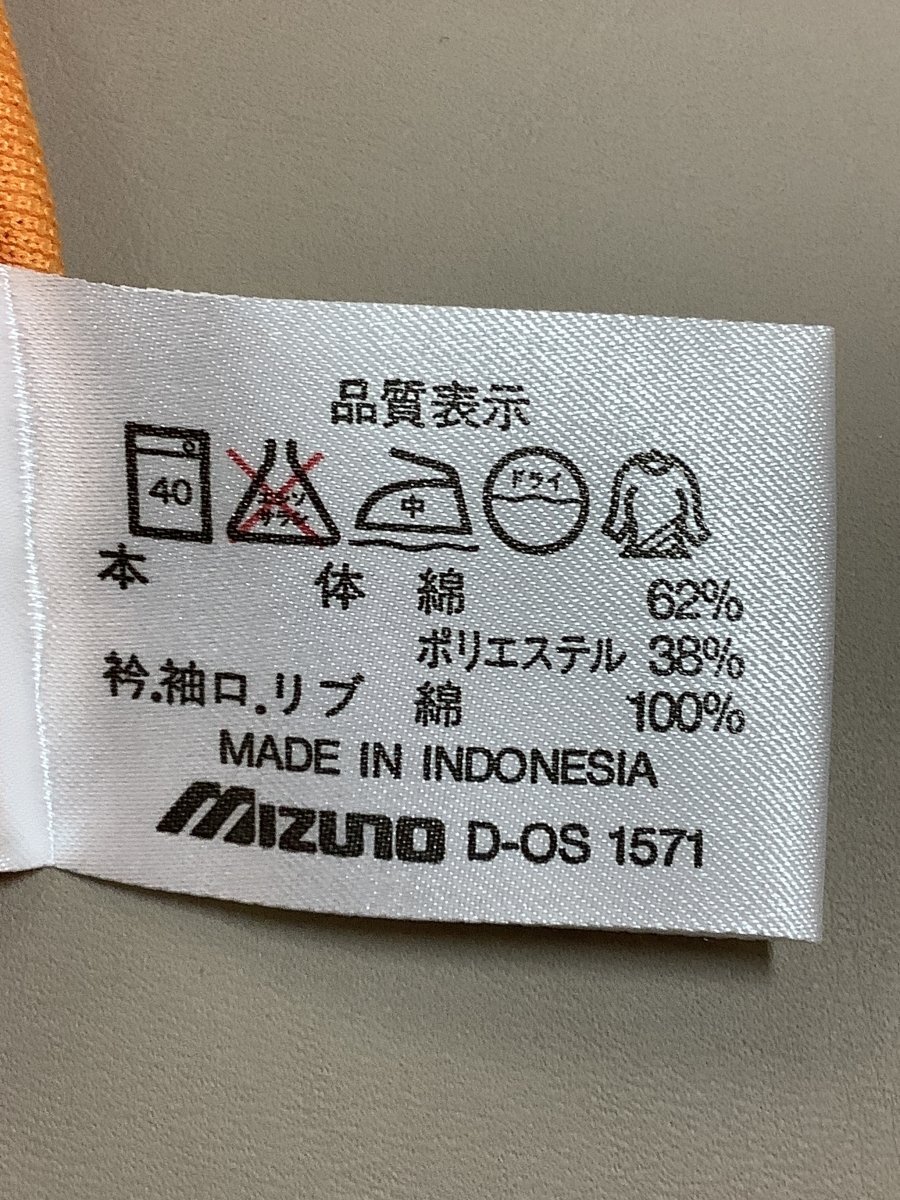 品質表示
40 エンソ サラシ 中 ドライ
本体 綿 62%
ポリエステル 38%
衿.袖口.リブ 綿 100%
MADE IN INDONESIA
MIZUNO D-OS 1571